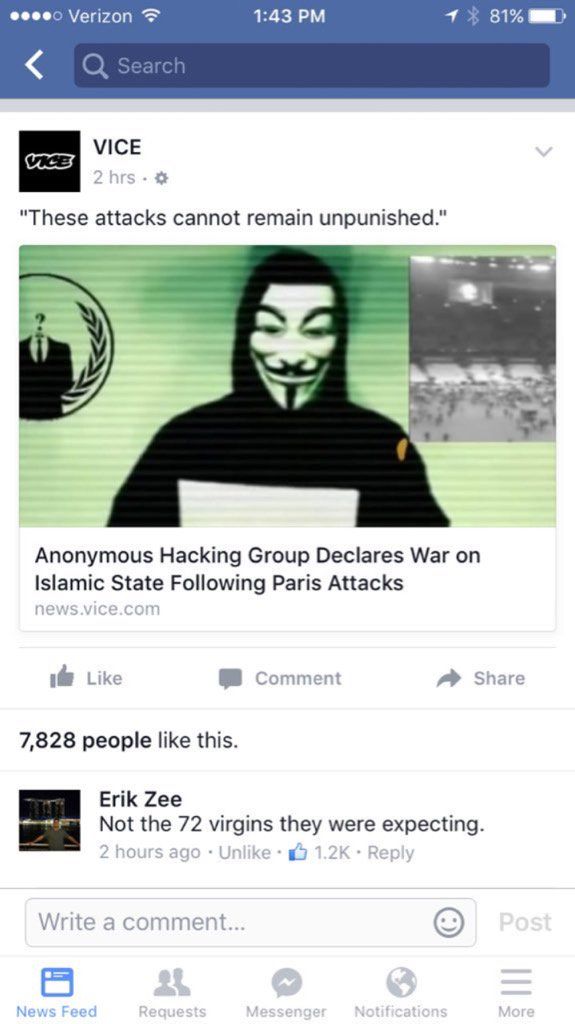 Verizon 1:43 PM 81%
Search
VICE
VICE
2 hrs
"These attacks cannot remain unpunished."
?
Anonymous Hacking Group Declares War on
Islamic State Following Paris Attacks
news.vice.com
Like Comment Share
7,828 people like this.
Erik Zee
Not the 72 virgins they were expecting.
2 hours ago · Unlike · 1.2K · Reply
Write a comment... Post
News Feed Requests Messenger Notifications More